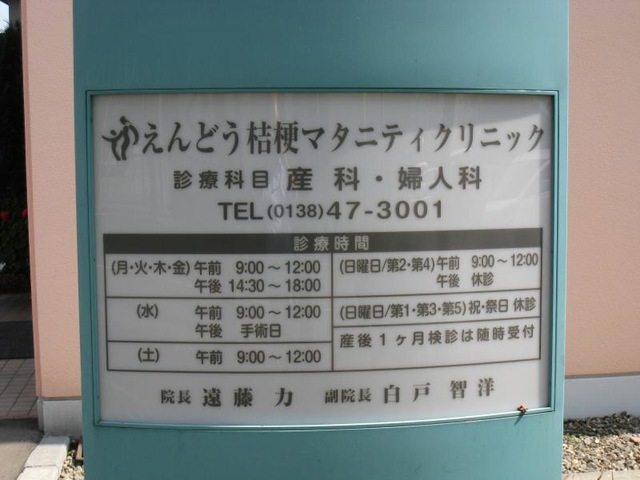 えんどう桔梗マタニティクリニック
診療科目 産科・婦人科
TEL(0138)47-3001
診療時間
(月・火・木・金) 午前 9:00～12:00
午後 14:30～18:00
(水) 午前 9:00～12:00
午後 手術日
(土) 午前 9:00～12:00
(日曜日/第2・第4) 午前 9:00～12:00
午後 休診
(日曜日/第1・第3・第5) 祝・祭日 休診
産後1ヶ月検診は随時受付
院長 遠藤 力 副院長 白戸 智洋